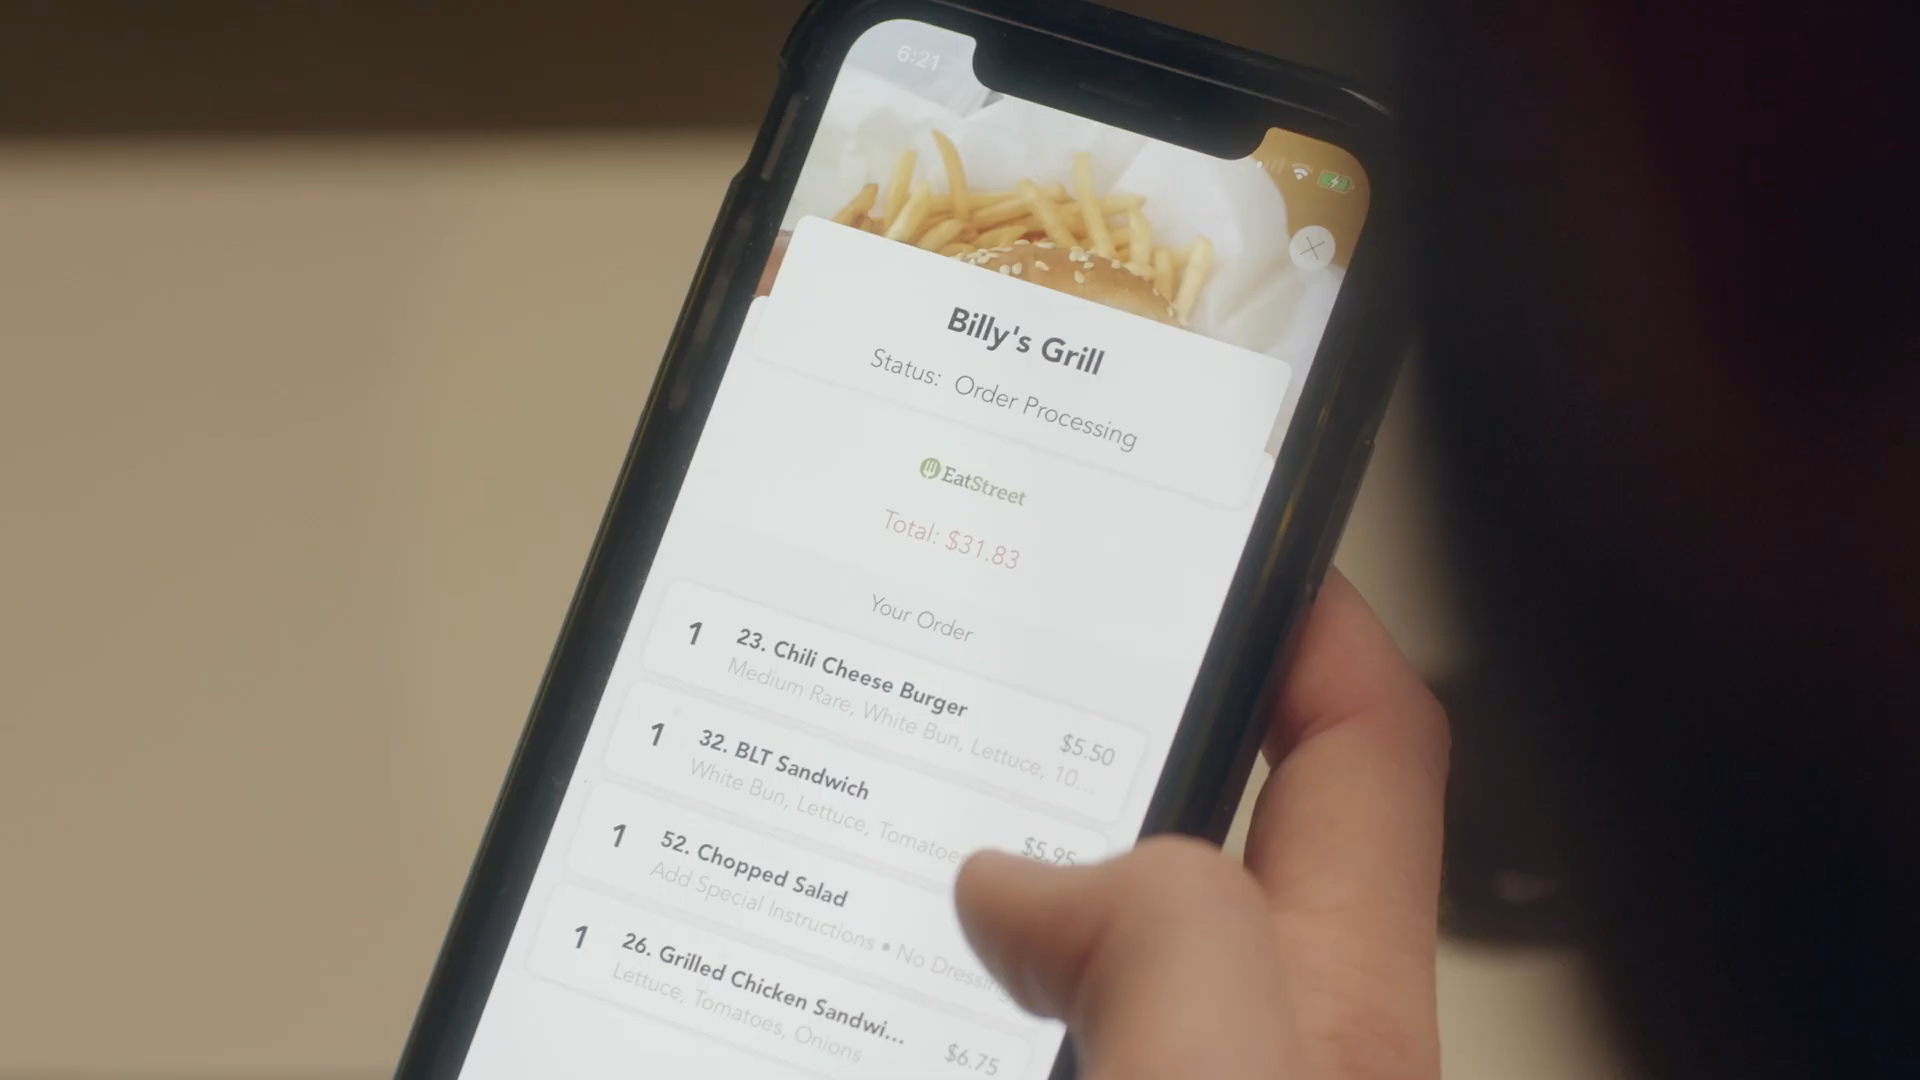 6:21
Billy's Grill
Status: Order Processing
EatStreet
Total: $31.83
Your Order
1 23. Chili Cheese Burger
Medium Rare, White Bun, Lettuce, 10...
$5.50
1 32. BLT Sandwich
White Bun, Lettuce, Tomatoes
$5.95
1 52. Chopped Salad
Add Special Instructions • No Dressing
1 26. Grilled Chicken Sandwi...
Lettuce, Tomatoes, Onions
$6.75